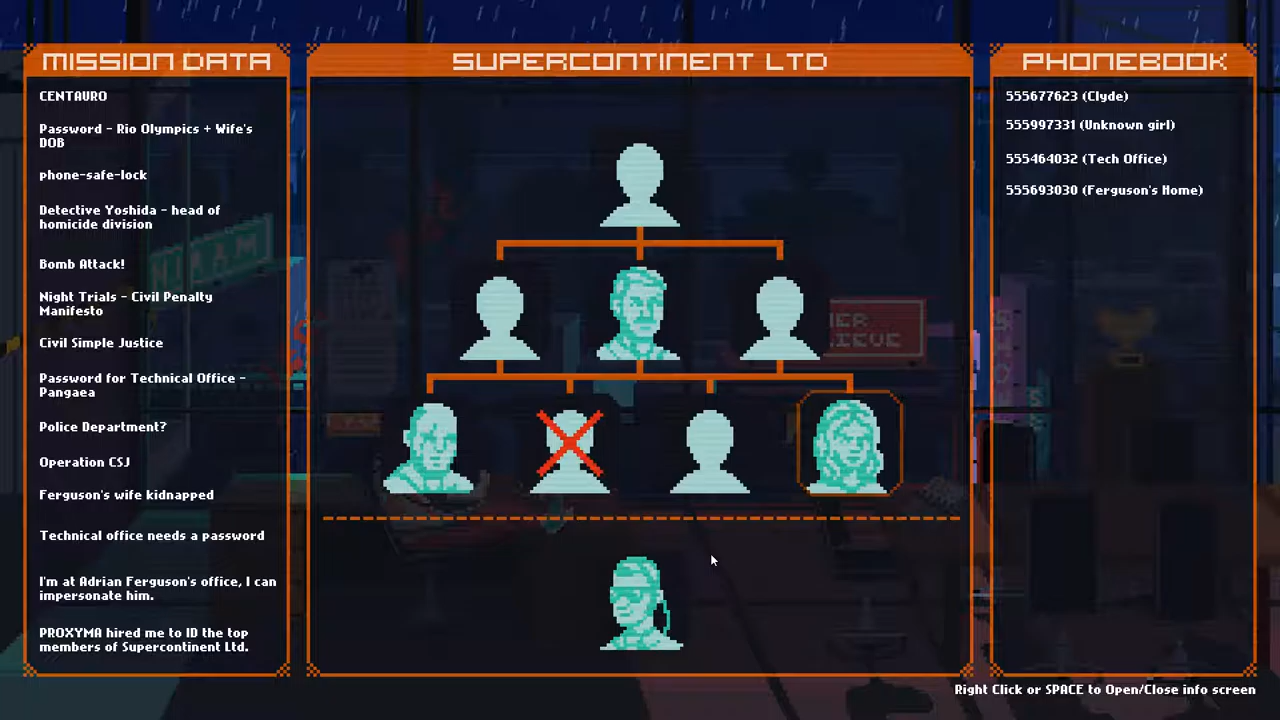 MISSION DATA
CENTAURO
Password - Rio Olympics + Wife's
DOB
phone-safe-lock
Detective Yoshida - head of
homicide division
Bomb Attack!
Night Trials - Civil Penalty
Manifesto
Civil Simple Justice
Password for Technical Office -
Pangaea
Police Department?
Operation CSJ
Ferguson's wife kidnapped
Technical office needs a password
I'm at Adrian Ferguson's office, I can
impersonate him.
PROXYMA hired me to ID the top
members of Supercontinent Ltd.
SUPERCONTINENT LTD
PHONEBOOK
555677623 (Clyde)
555997331 (Unknown girl)
555464032 (Tech Office)
555693030 (Ferguson's Home)
Right Click or SPACE to Open/Close info screen